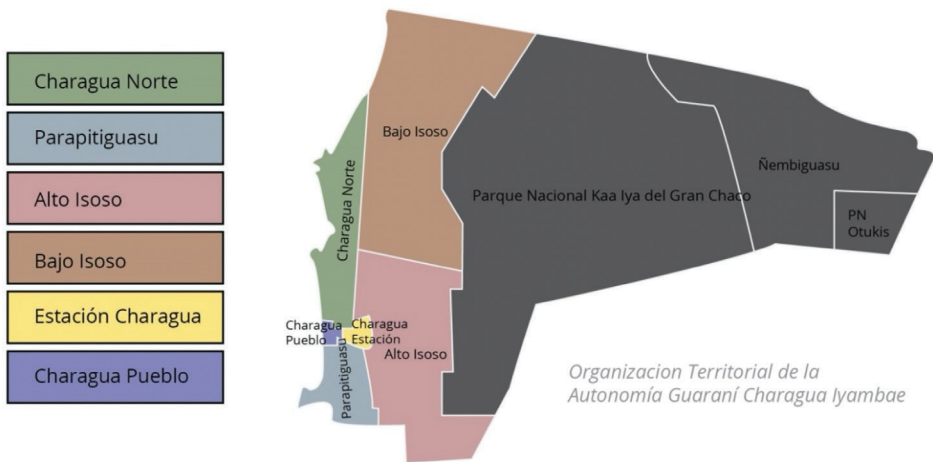 Charagua Norte
Parapitiguasu
Alto Isoso
Bajo Isoso
Estación Charagua
Charagua Pueblo
Bajo Isoso
Charagua Norte
Parque Nacional Kaa Iya del Gran Chaco
Ñembiguasu
PN
Otukis
Charagua
Pueblo
Charagua
Estación
Alto Isoso
Parapitiguasu
Organizacion Territorial de la
Autonomía Guaraní Charagua Iyambae